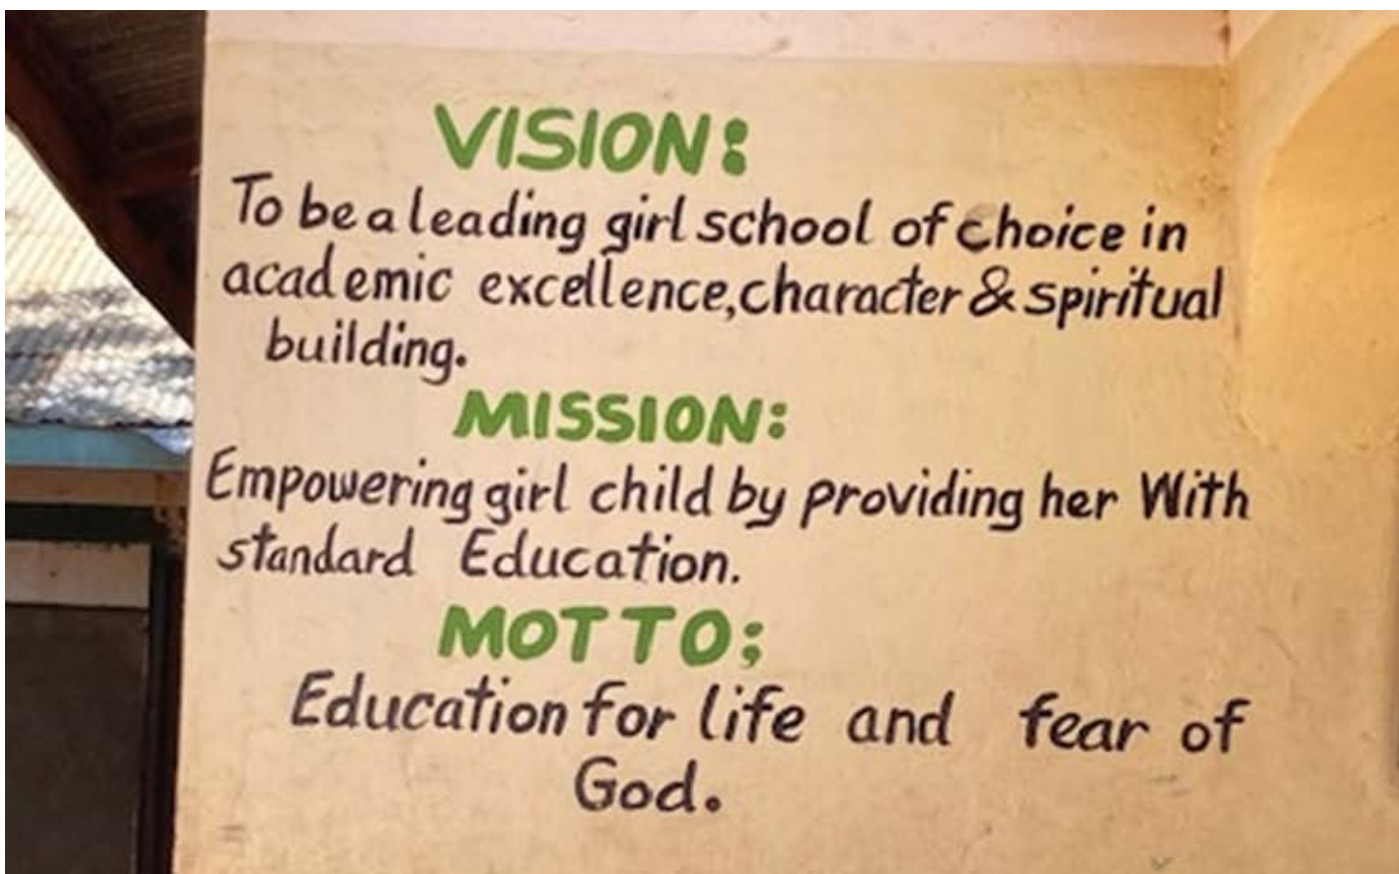 VISION:
To be a leading girl school of choice in
academic excellence,character & spiritual
building.
MISSION:
Empowering girl child by providing her With
standard Education.
MOTTO;
Education for life and fear of
God.